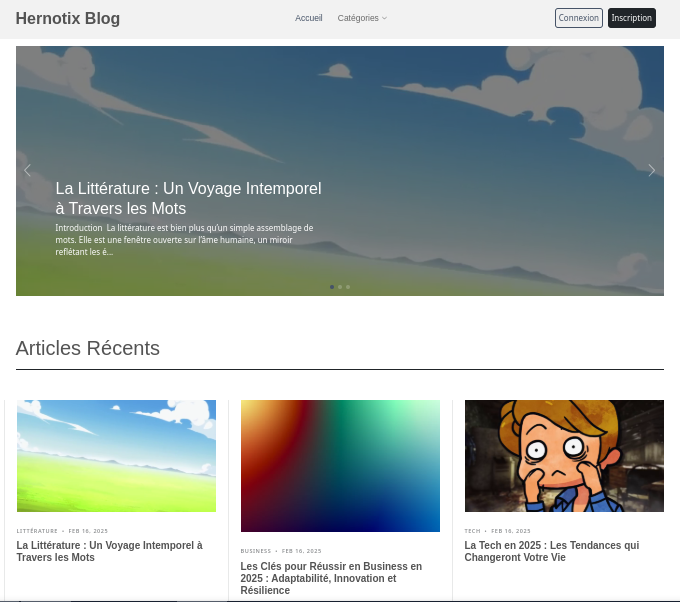 Hernotix Blog
Accueil
Catégories
Connexion
Inscription
La Littérature : Un Voyage Intemporel
à Travers les Mots
Introduction La littérature est bien plus qu'un simple assemblage de
mots. Elle est une fenêtre ouverte sur l'âme humaine, un miroir
reflétant les é...
Articles Récents
LITTÉRATURE • FEB 16, 2025
La Littérature : Un Voyage Intemporel à
Travers les Mots
BUSINESS • FEB 16, 2025
Les Clés pour Réussir en Business en
2025 : Adaptabilité, Innovation et
Résilience
TECH • FEB 16, 2025
La Tech en 2025 : Les Tendances qui
Changeront Votre Vie